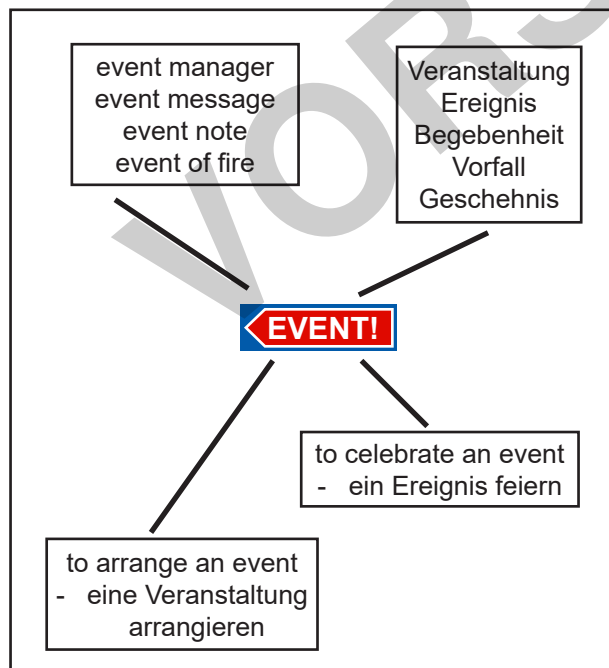 event manager
event message
event note
event of fire
Veranstaltung
Ereignis
Begebenheit
Vorfall
Geschehnis
EVENT!
to celebrate an event
- ein Ereignis feiern
to arrange an event
- eine Veranstaltung
arrangieren
VORS